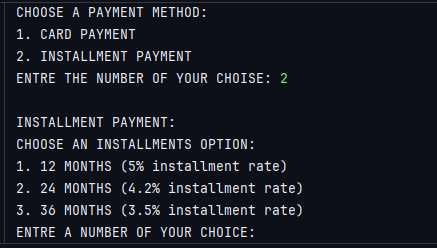 CHOOSE A PAYMENT METHOD:
1. CARD PAYMENT
2. INSTALLMENT PAYMENT
ENTRE THE NUMBER OF YOUR CHOISE: 2
INSTALLMENT PAYMENT:
CHOOSE AN INSTALLMENTS OPTION:
1. 12 MONTHS (5% installment rate)
2. 24 MONTHS (4.2% installment rate)
3. 36 MONTHS (3.5% installment rate)
ENTRE A NUMBER OF YOUR CHOICE: